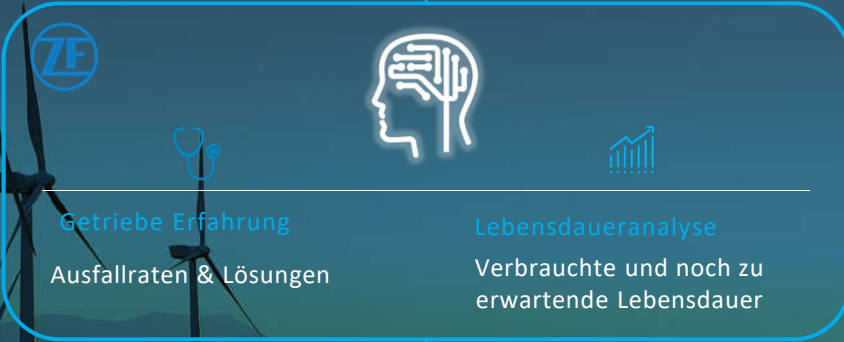 ZF
Getriebe Erfahrung
Ausfallraten & Lösungen
Lebensdaueranalyse
Verbrauchte und noch zu
erwartende Lebensdauer